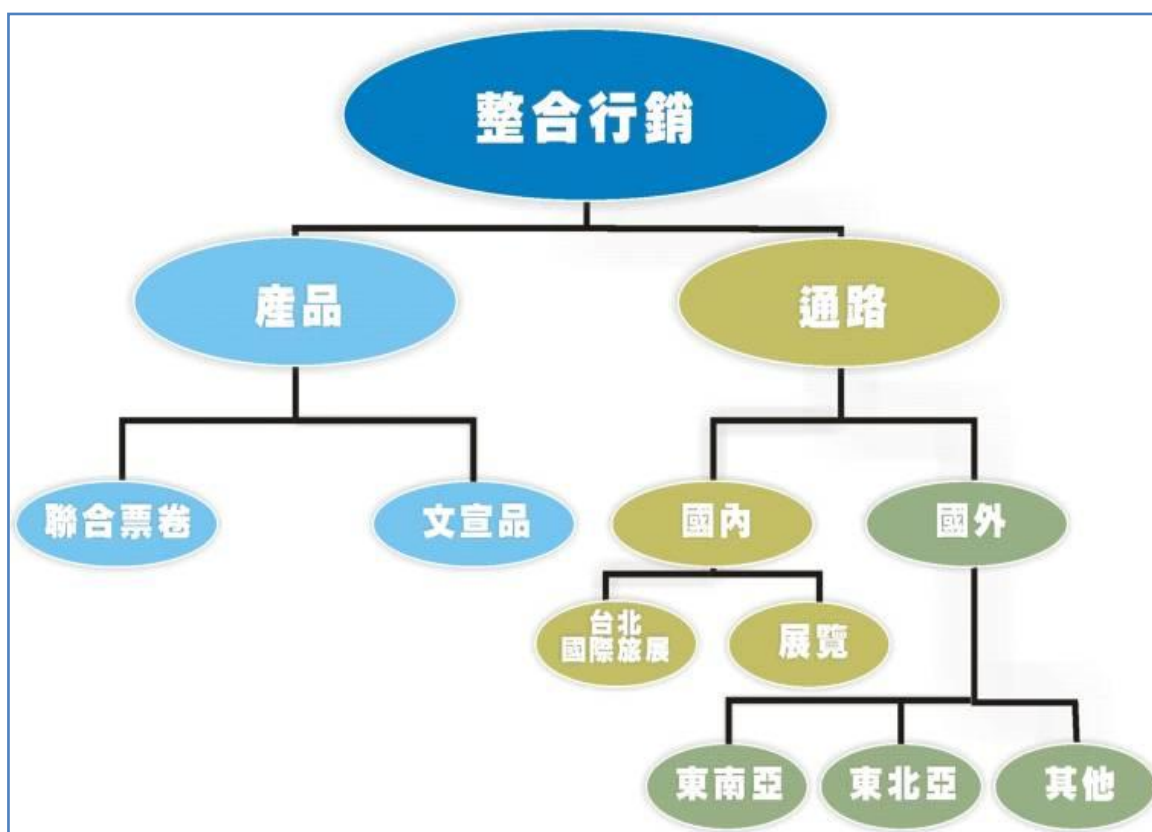 整合行銷
產品
通路
聯合票卷
文宣品
國內
國外
台北
國際旅展
展覽
東南亞
東北亞
其他